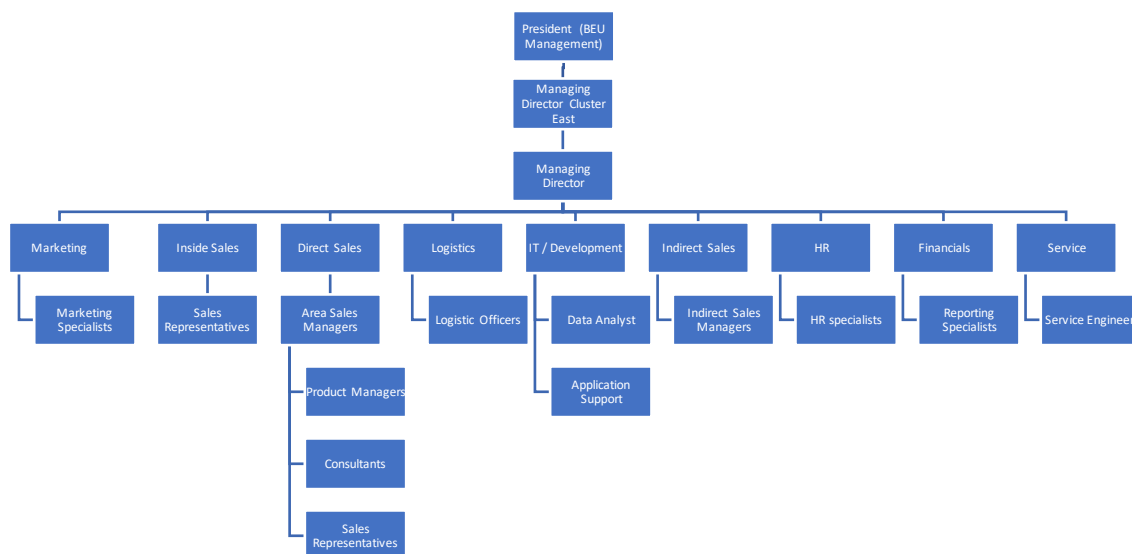 President (BEU
Management)
Managing
Director Cluster
East
Managing
Director
Marketing
Inside Sales
Direct Sales
Logistics
IT / Development
Indirect Sales
HR
Financials
Service
Marketing
Specialists
Sales
Representatives
Area Sales
Managers
Logistic Officers
Data Analyst
Indirect Sales
Managers
HR specialists
Reporting
Specialists
Service Engineer
Product Managers
Application
Support
Consultants
Sales
Representatives